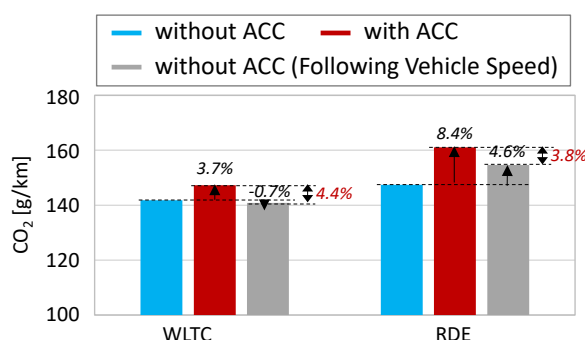 without ACC with ACC
without ACC (Following Vehicle Speed)
180
160
140
120
100
CO₂ [g/km]
3.7%
-0.7%
4.4%
8.4%
4.6%
3.8%
WLTC RDE